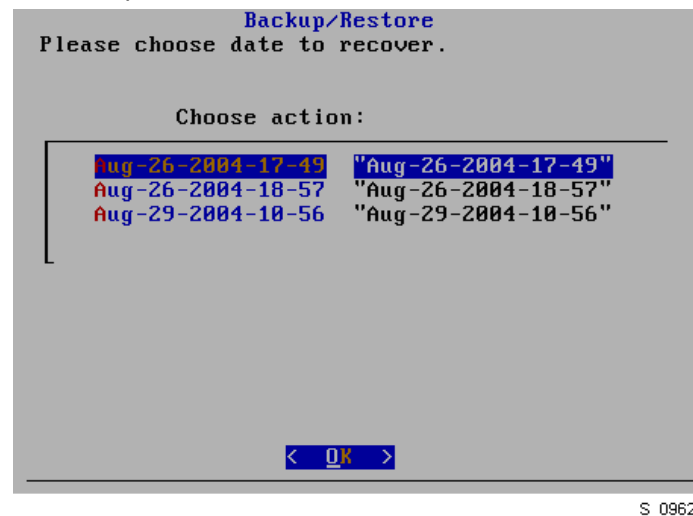 Backup/Restore
Please choose date to recover.
Choose action:
Aug-26-2004-17-49 "Aug-26-2004-17-49"
Aug-26-2004-18-57 "Aug-26-2004-18-57"
Aug-29-2004-10-56 "Aug-29-2004-10-56"
< OK >
S 0962